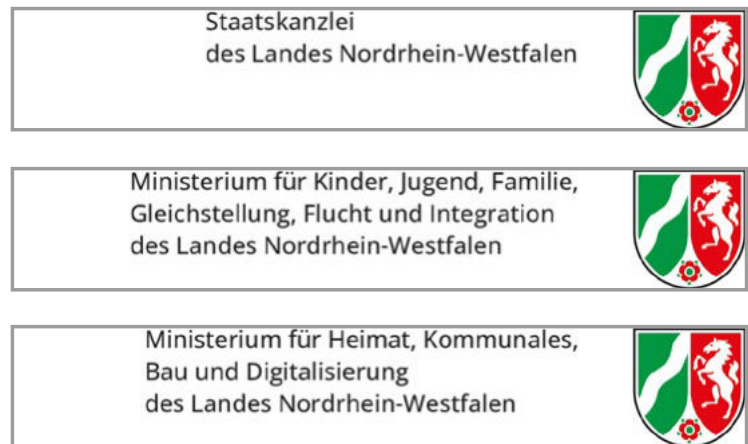 Staatskanzlei
des Landes Nordrhein-Westfalen
Ministerium für Kinder, Jugend, Familie,
Gleichstellung, Flucht und Integration
des Landes Nordrhein-Westfalen
Ministerium für Heimat, Kommunales,
Bau und Digitalisierung
des Landes Nordrhein-Westfalen